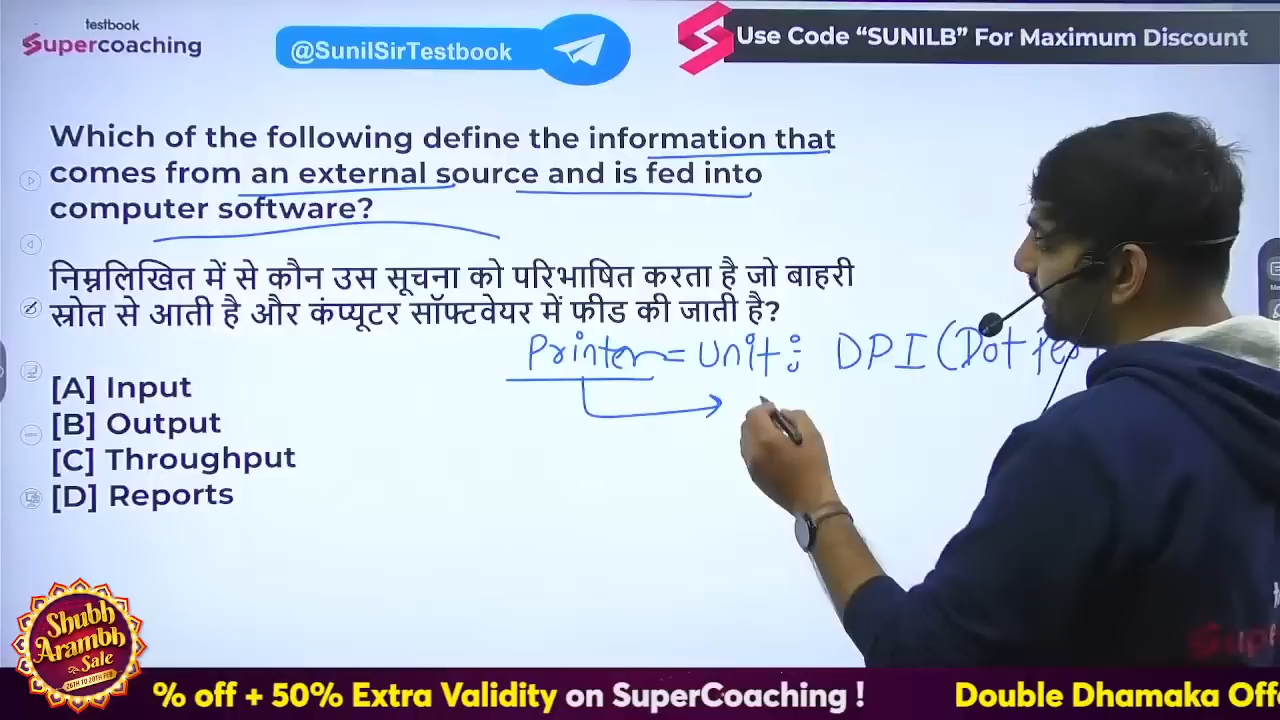 testbook
Supercoaching
@SunilSirTestbook
Use Code “SUNILB” For Maximum Discount
Which of the following define the information that
comes from an external source and is fed into
computer software?
निम्नलिखित में से कौन उस सूचना को परिभाषित करता है जो बाहरी
स्रोत से आती है और कंप्यूटर सॉफ्टवेयर में फीड की जाती है?
Printer = Unit; DPI (Dot
[A] Input
[B] Output
[C] Throughput
[D] Reports
Shubh
Arambh
Sale
% off + 50% Extra Validity on SuperCoaching !
Double Dhamaka Off